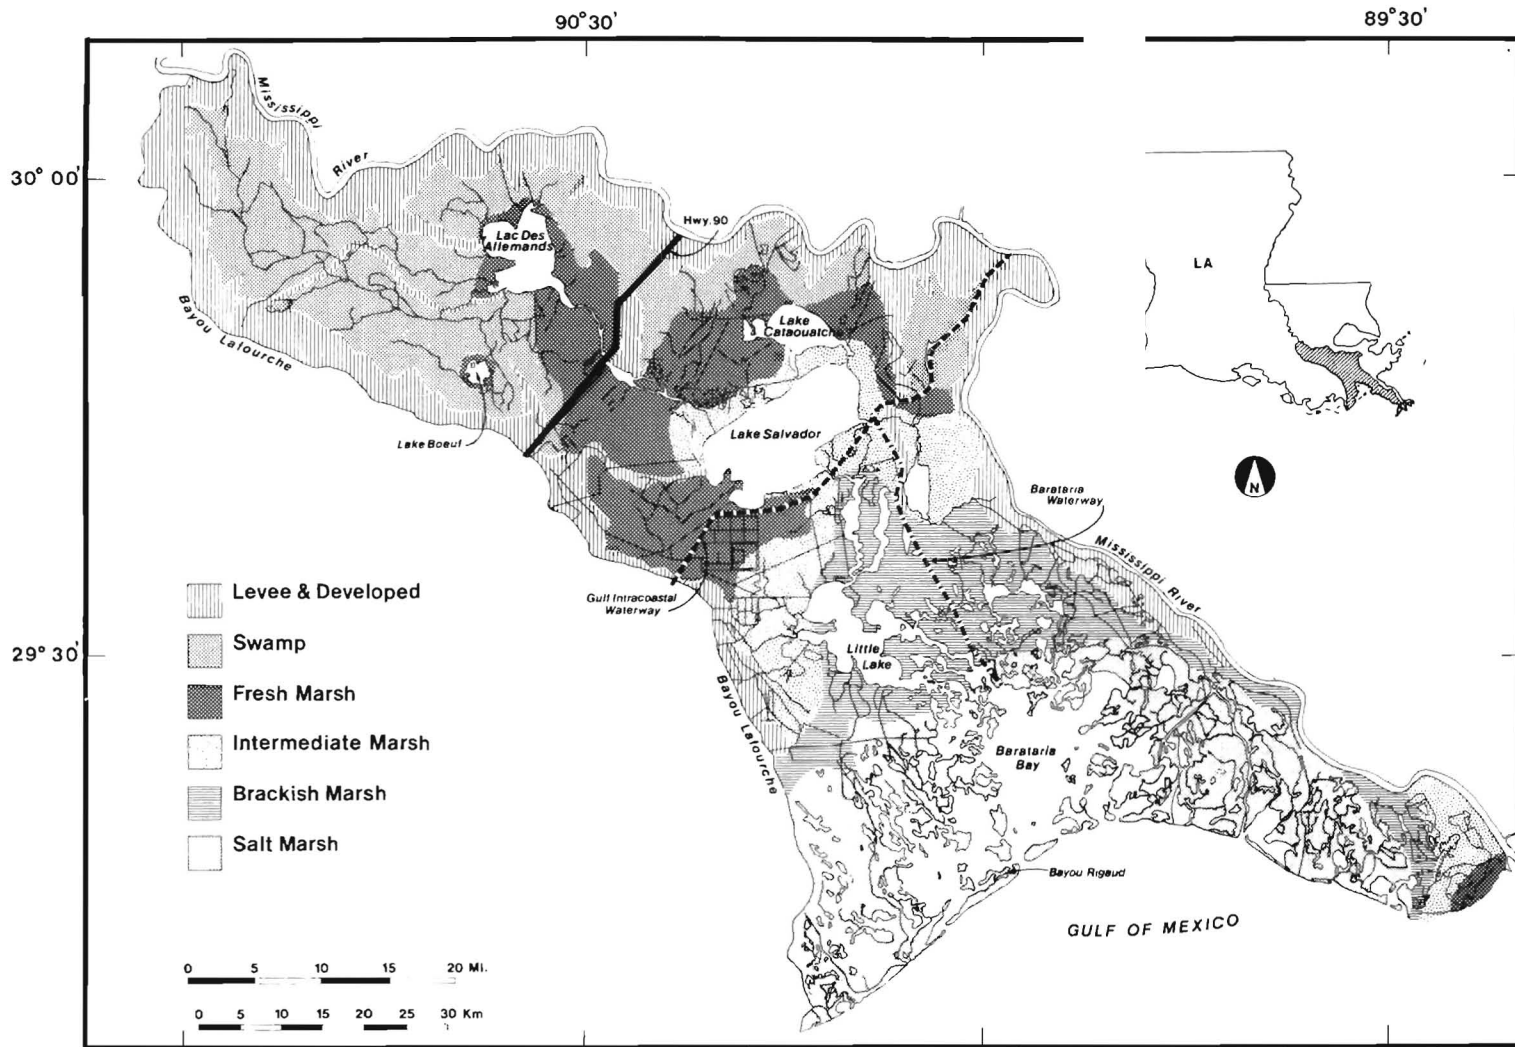 90°30'
89°30'
30° 00'
29° 30'
Mississippi
River
Hwy. 90
Lac Des
Allemands
Bayou Lafourche
Lake Boeuf
Lake
Cataouatche
Lake Salvador
LA
N
Barataria
Waterway
Mississippi River
Gulf Intracoastal
Waterway
Little
Lake
Bayou Lafourche
Barataria
Bay
Bayou Rigaud
GULF OF MEXICO
Levee & Developed
Swamp
Fresh Marsh
Intermediate Marsh
Brackish Marsh
Salt Marsh
0 5 10 15 20 Mi.
0 5 10 15 20 25 30 Km